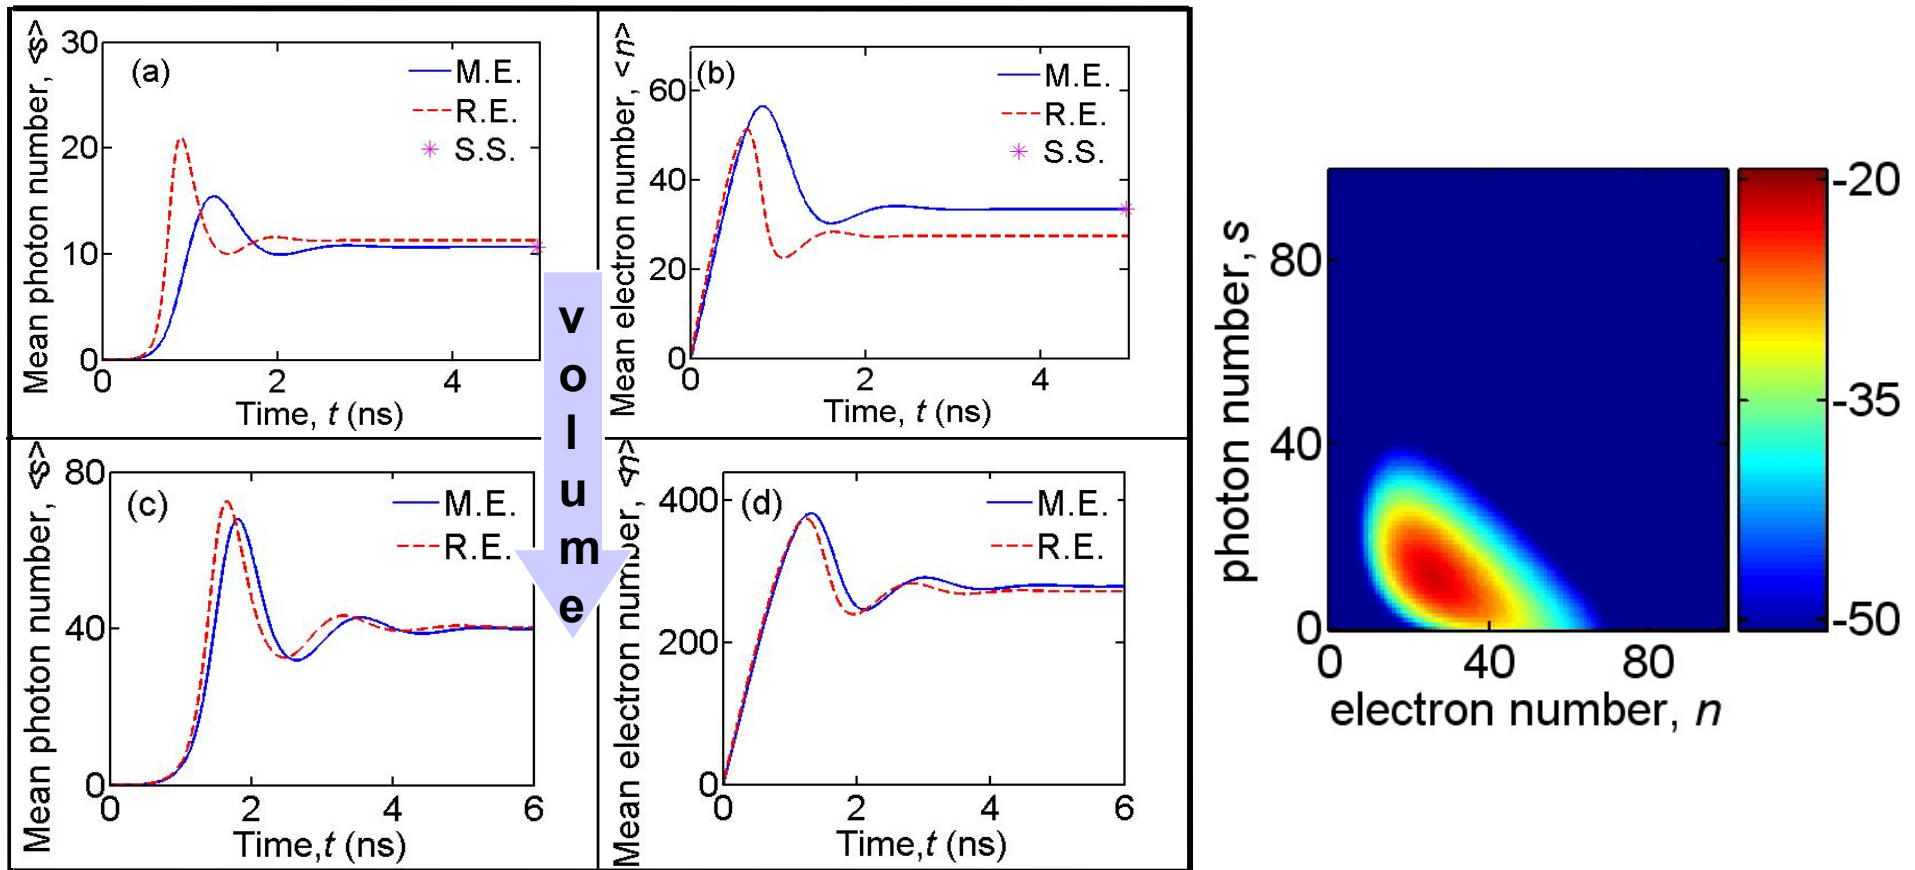 Mean photon number, <s>
30
20
10
0
(a)
M.E.
R.E.
S.S.
0
2
4
Time, t (ns)
Mean electron number, <n>
60
40
20
0
(b)
M.E.
R.E.
S.S.
0
2
4
Time, t (ns)
volume
Mean photon number, <s>
80
40
0
(c)
M.E.
R.E.
0
2
4
6
Time,t (ns)
Mean electron number, <n>
400
200
0
(d)
M.E.
R.E.
0
2
4
6
Time,t (ns)
photon number, s
80
40
0
0
40
80
electron number, n
-20
-35
-50